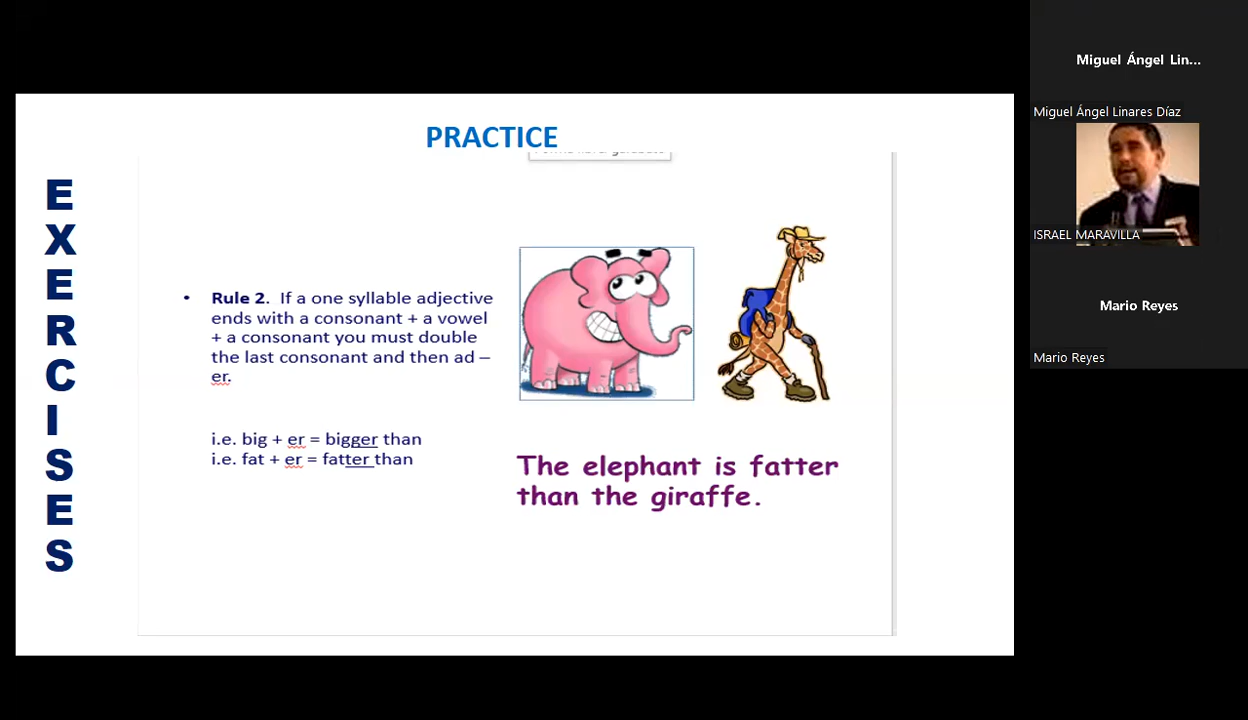 PRACTICE
E
X
E
R
C
I
S
E
S
• Rule 2. If a one syllable adjective
ends with a consonant + a vowel
+ a consonant you must double
the last consonant and then ad –
er.
i.e. big + er = bigger than
i.e. fat + er = fatter than
The elephant is fatter
than the giraffe.
Miguel Ángel Lin...
Miguel Ángel Linares Díaz
ISRAEL MARAVILLA
Mario Reyes
Mario Reyes